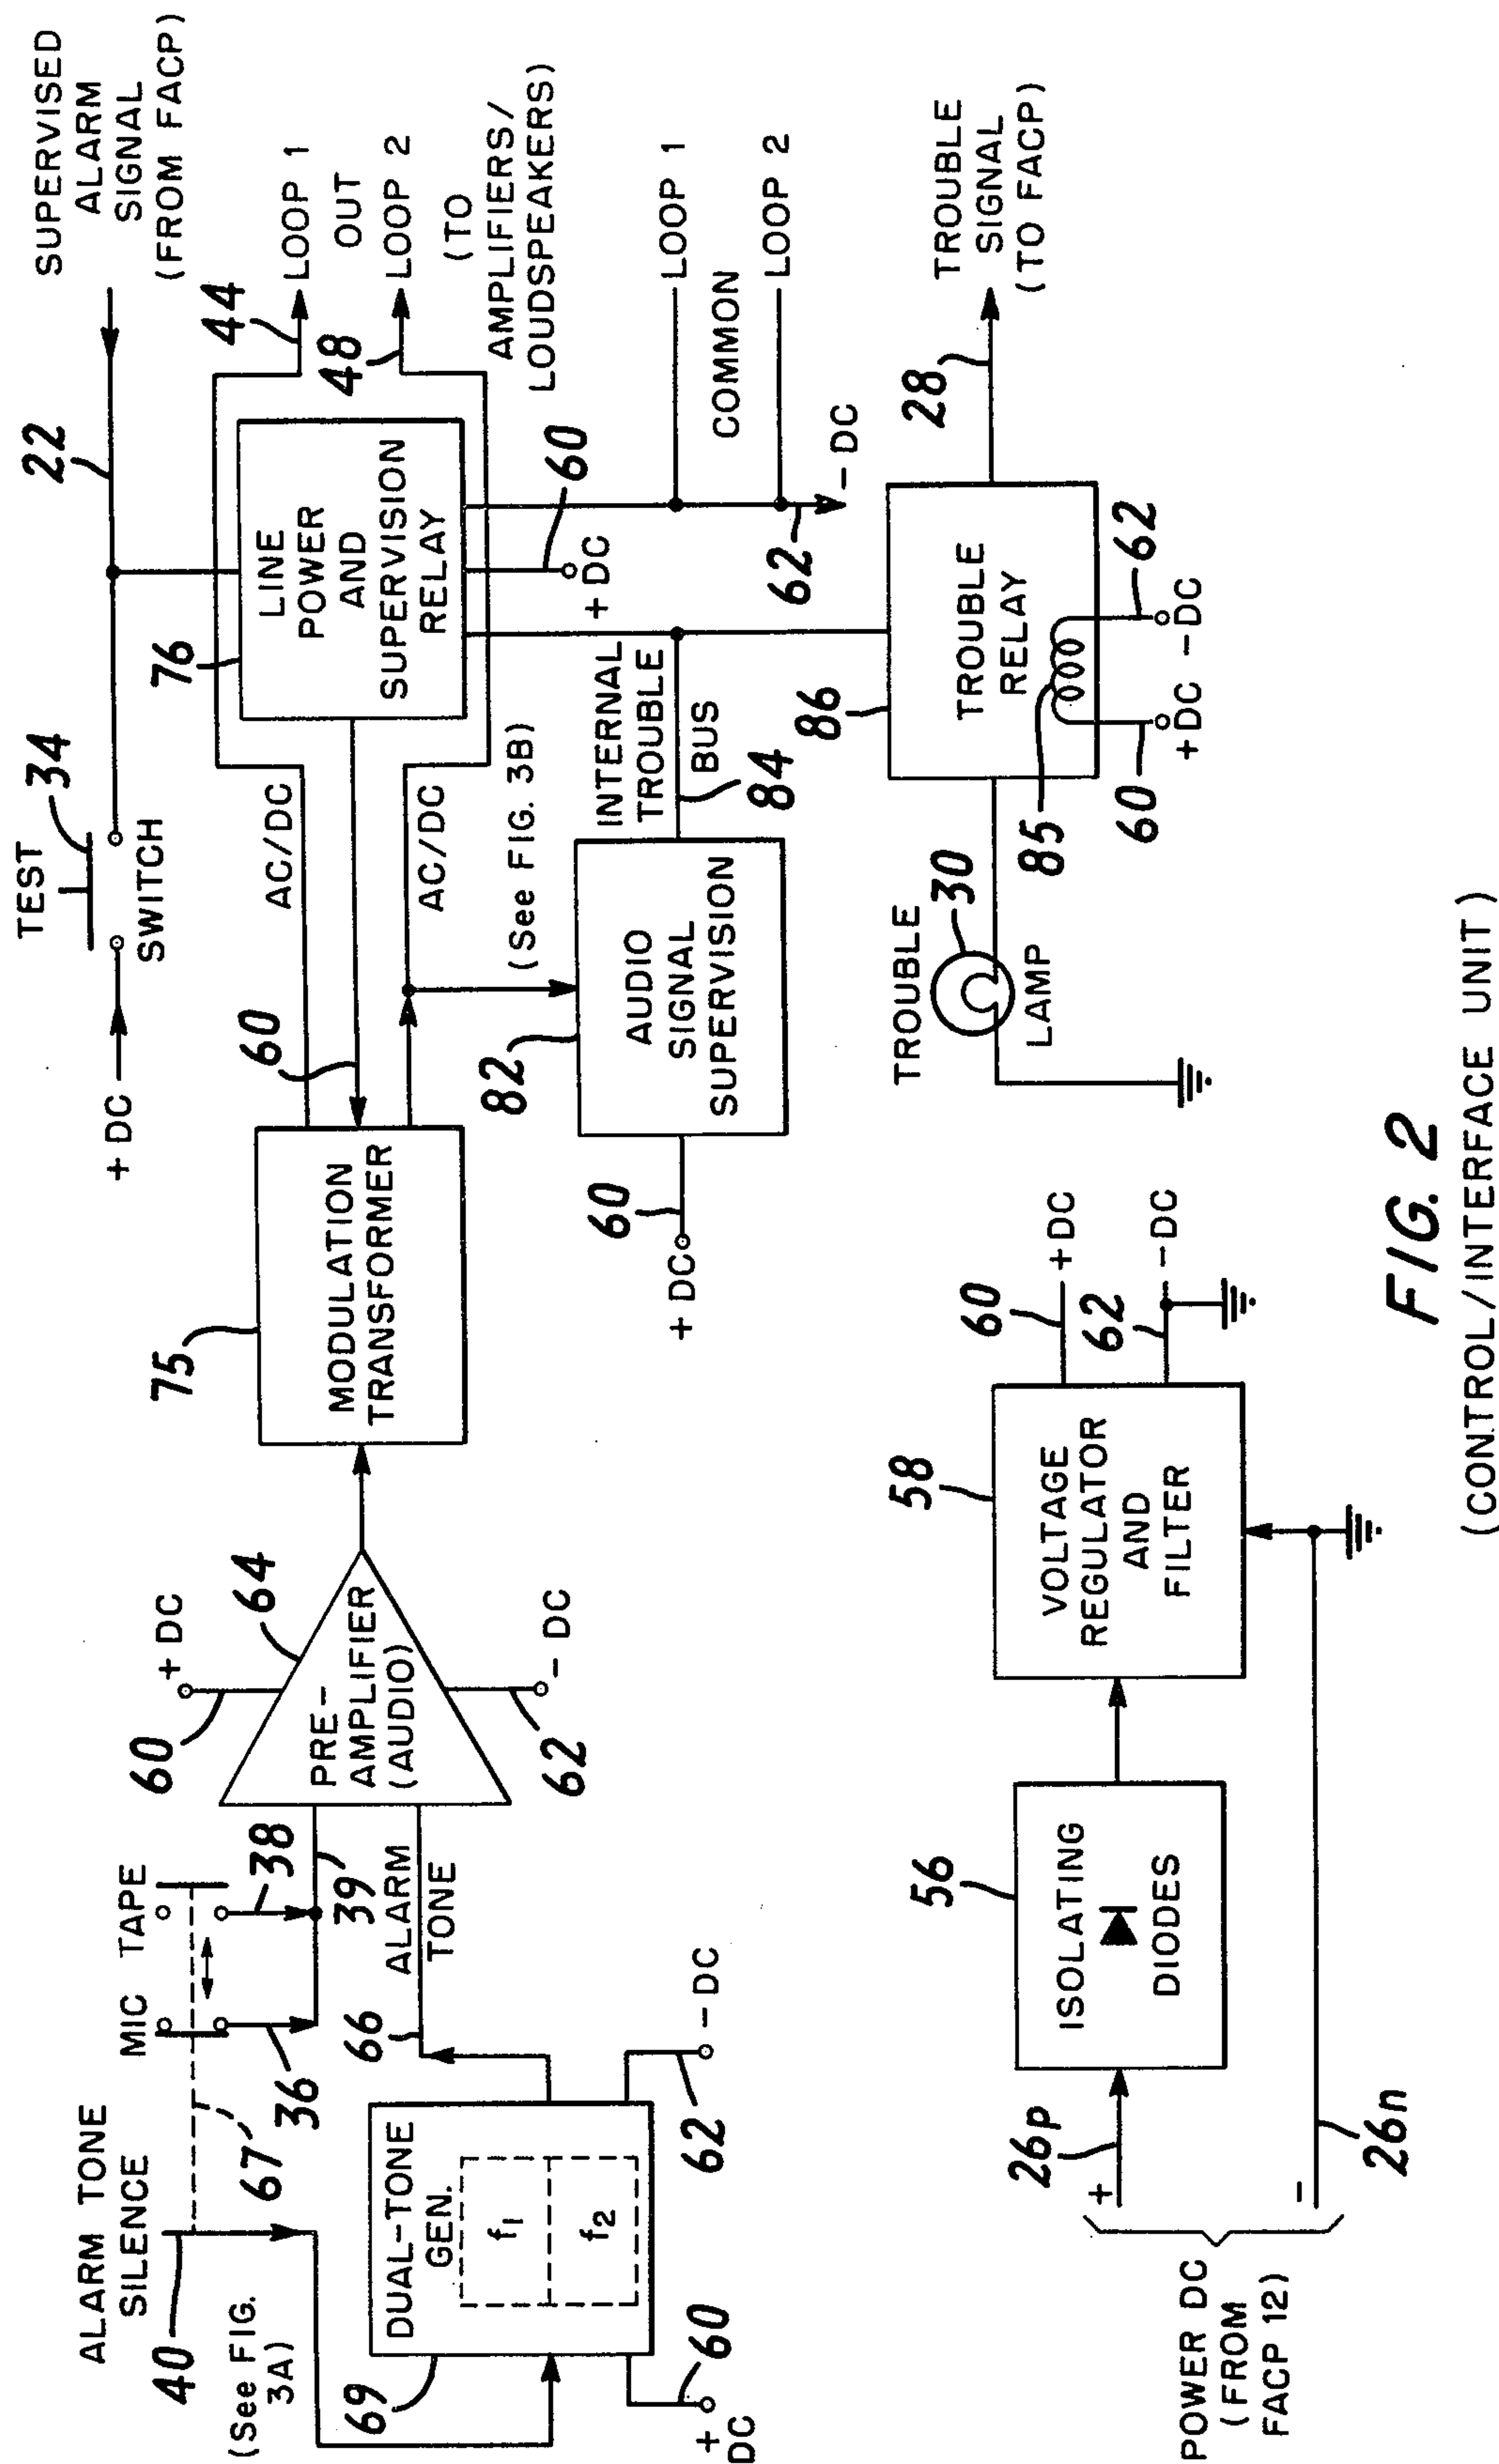 ALARM TONE
SILENCE
40
(See FIG.
3A)
67
MIC
TAPE
36
38
39
66
ALARM
TONE
69
DUAL-TONE
GEN.
f1
f2
60
+
DC
62
- DC
60
+ DC
64
PRE-
AMPLIFIER
(AUDIO)
62
- DC
75
MODULATION
TRANSFORMER
60
AC/DC
AC/DC
+ DC
TEST
34
SWITCH
22
SUPERVISED
ALARM
SIGNAL
(FROM FACP)
76
LINE
POWER
AND
SUPERVISION
RELAY
44
LOOP 1
OUT
48
LOOP 2
(TO
AMPLIFIERS/
LOUDSPEAKERS)
60
+ DC
LOOP 1
COMMON
LOOP 2
62
- DC
(See FIG. 3B)
82
AUDIO
SIGNAL
SUPERVISION
60
+ DC
INTERNAL
TROUBLE
BUS
84
86
TROUBLE
RELAY
85
60
+DC
62
-DC
28
TROUBLE
SIGNAL
(TO FACP)
TROUBLE
30
LAMP
POWER DC
(FROM
FACP 12)
+
26p
-
26n
56
ISOLATING
DIODES
58
VOLTAGE
REGULATOR
AND
FILTER
60
+DC
62
-DC
FIG. 2
(CONTROL/INTERFACE UNIT)